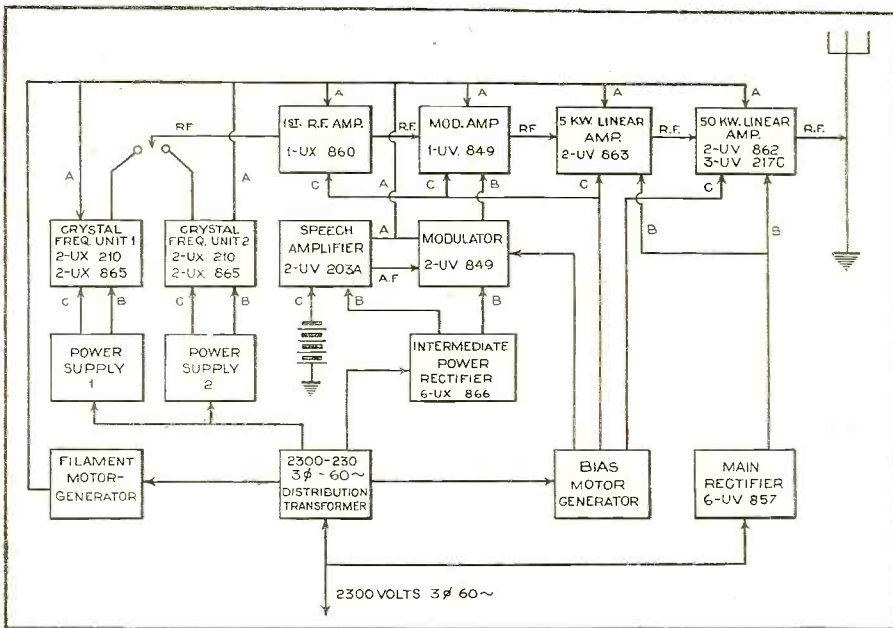 A
A
A
A
1ST. R.F. AMP.
1-UX 860
MOD. AMP
1-UV. 849
5 KW. LINEAR
AMP.
2-UV 863
50 KW. LINEAR
AMP.
2-UV 862
3-UV 217C
RF
R.F.
RF
R.F.
R.F.
A
A
C
A
C
B
C
C
B
B
CRYSTAL
FREQ. UNIT 1
2-UX 210
2-UX 865
CRYSTAL
FREQ. UNIT 2
2-UX 210
2-UX 865
SPEECH
AMPLIFIER
2-UV 203A
A
A.F
MODULATOR
2-UV 849
C
B
C
B
C
B
B
POWER
SUPPLY
1
POWER
SUPPLY
2
INTERMEDIATE
POWER
RECTIFIER
6-UX 866
FILAMENT
MOTOR-
GENERATOR
2300-230
3ø-60~
DISTRIBUTION
TRANSFORMER
BIAS
MOTOR
GENERATOR
MAIN
RECTIFIER
6-UV 857
2300 VOLTS 3ø 60~